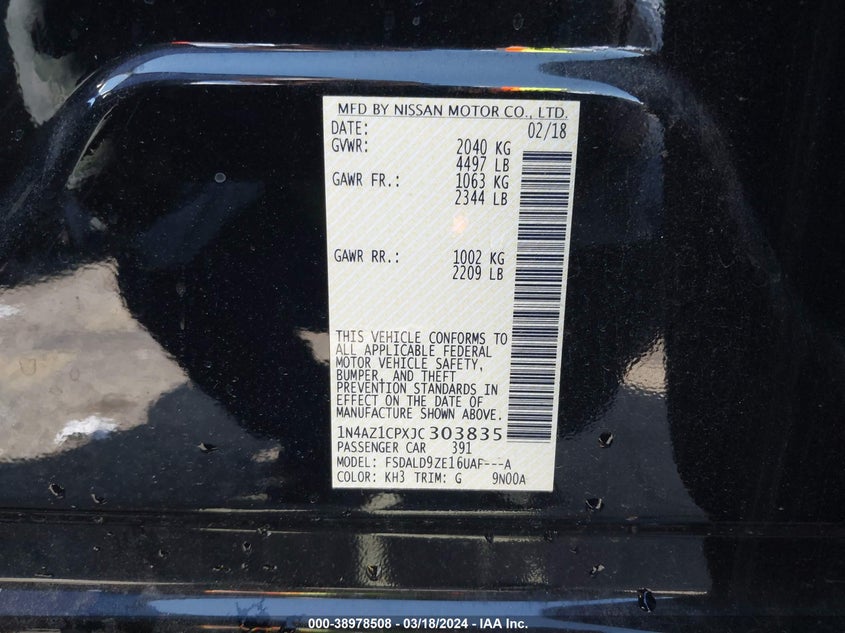 MFD BY NISSAN MOTOR CO., LTD.
DATE: 02/18
GVWR: 2040 KG
4497 LB
GAWR FR.: 1063 KG
2344 LB
GAWR RR.: 1002 KG
2209 LB
THIS VEHICLE CONFORMS TO
ALL APPLICABLE FEDERAL
MOTOR VEHICLE SAFETY,
BUMPER, AND THEFT
PREVENTION STANDARDS IN
EFFECT ON THE DATE OF
MANUFACTURE SHOWN ABOVE.
1N4AZ1CPXJC303835
PASSENGER CAR 391
MODEL: FSDALD9ZE16UAF---A
COLOR: KH3 TRIM: G 9N00A
000-38978508 - 03/18/2024 - IAA Inc.